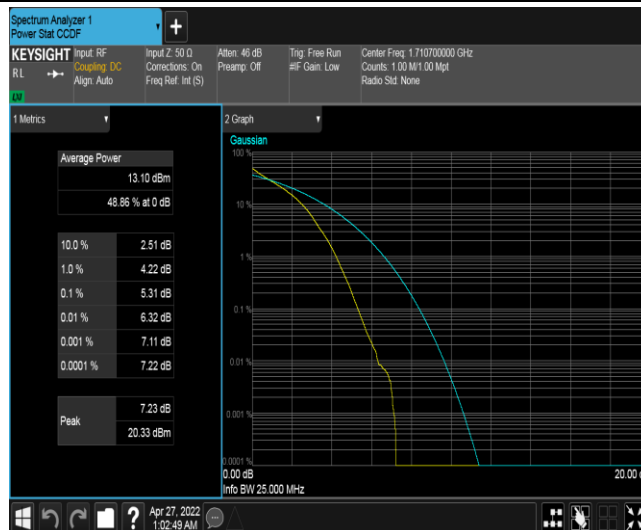 Spectrum Analyzer 1
Power Stat CCDF
KEYSIGHT
RL
Input: RF
Coupling: DC
Align: Auto
Input Z: 50 Ω
Corrections: On
Freq Ref: Int (S)
Atten: 46 dB
Preamp: Off
Trig: Free Run
#IF Gain: Low
Center Freq: 1.710700000 GHz
Counts: 1.00 M/1.00 Mpt
Radio Std: None
1 Metrics
Average Power
13.10 dBm
48.86 % at 0 dB
10.0 % 2.51 dB
1.0 % 4.22 dB
0.1 % 5.31 dB
0.01 % 6.32 dB
0.001 % 7.11 dB
0.0001 % 7.22 dB
Peak
7.23 dB
20.33 dBm
2 Graph
Gaussian
100 %
10 %
1 %
0.1 %
0.01 %
0.001 %
0.0001 %
0.00 dB
20.00
Info BW 25.000 MHz
?
Apr 27, 2022
1:02:49 AM